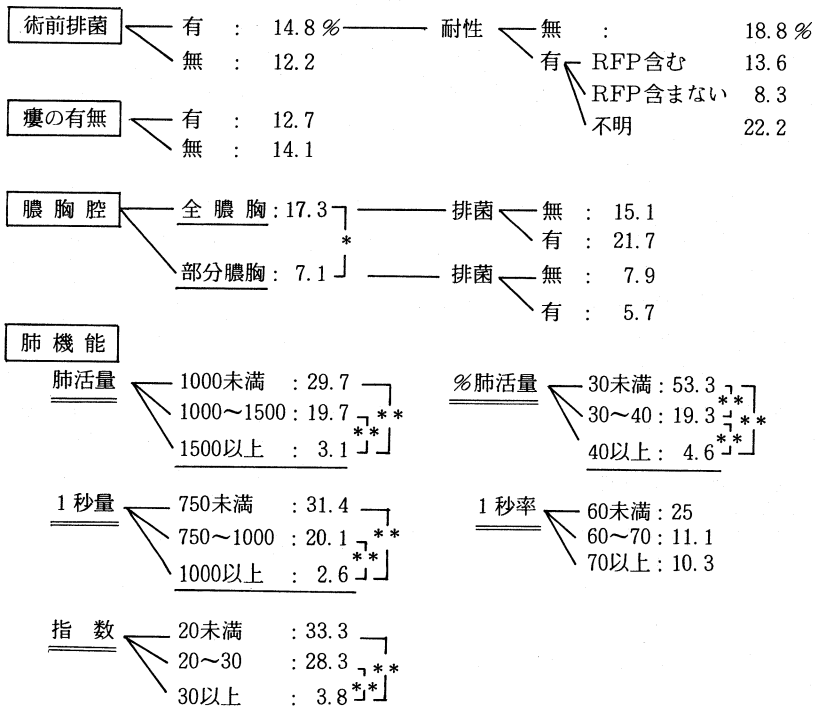 術前排菌 有 : 14.8% 耐性 無 : 18.8%
無 : 12.2 有 RFP含む 13.6
RFP含まない 8.3
瘻の有無 有 : 12.7 不明 22.2
無 : 14.1
膿胸腔 全膿胸 : 17.3 排菌 無 : 15.1
* 有 : 21.7
部分膿胸 : 7.1 排菌 無 : 7.9
有 : 5.7
肺機能
肺活量 1000未満 : 29.7 %肺活量 30未満 : 53.3
1000〜1500 : 19.7 ** ** 30〜40 : 19.3 ** **
1500以上 : 3.1 ** 40以上 : 4.6 **
1秒量 750未満 : 31.4 1秒率 60未満 : 25
750〜1000 : 20.1 ** 60〜70 : 11.1
1000以上 : 2.6 ** 70以上 : 10.3
指数 20未満 : 33.3
20〜30 : 28.3 **
30以上 : 3.8 **